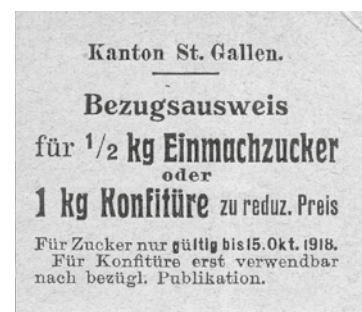 Kanton St. Gallen.
Bezugsausweis
für 1/2 kg Einmachzucker
oder
1 kg Konfitüre zu reduz. Preis
Für Zucker nur gültig bis 15. Okt. 1918.
Für Konfitüre erst verwendbar
nach bezügl. Publikation.